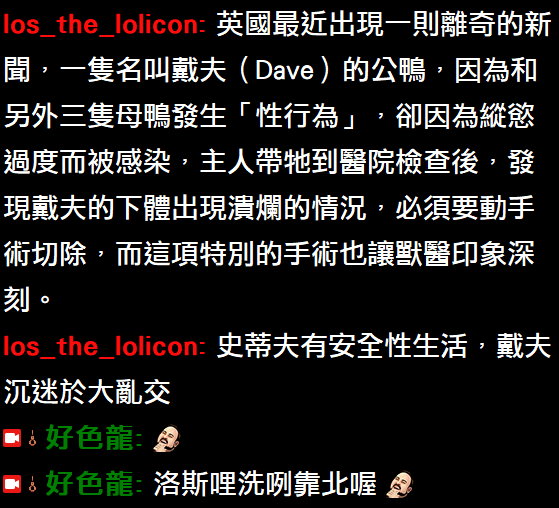 los_the_lolicon: 英國最近出現一則離奇的新
聞，一隻名叫戴夫（Dave）的公鴨，因為和
另外三隻母鴨發生「性行為」，卻因為縱慾
過度而被感染，主人帶牠到醫院檢查後，發
現戴夫的下體出現潰爛的情況，必須要動手
術切除，而這項特別的手術也讓獸醫印象深
刻。
los_the_lolicon: 史蒂夫有安全性生活，戴夫
沉迷於大亂交
好色龍:
好色龍: 洛斯哩洗咧靠北喔